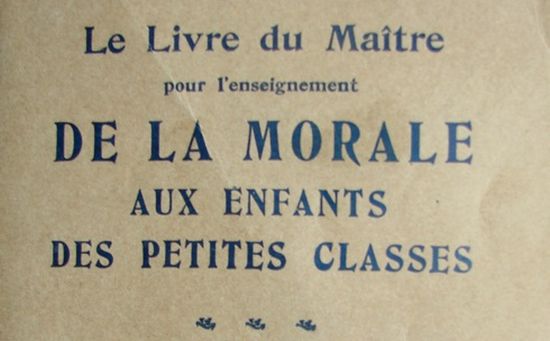 Le Livre du Maître
pour l'enseignement
DE LA MORALE
AUX ENFANTS
DES PETITES CLASSES